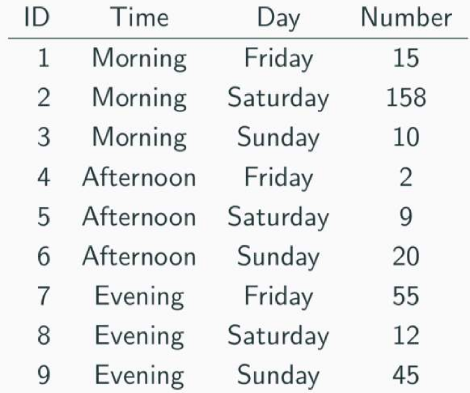 ID Time Day Number
1 Morning Friday 15
2 Morning Saturday 158
3 Morning Sunday 10
4 Afternoon Friday 2
5 Afternoon Saturday 9
6 Afternoon Sunday 20
7 Evening Friday 55
8 Evening Saturday 12
9 Evening Sunday 45